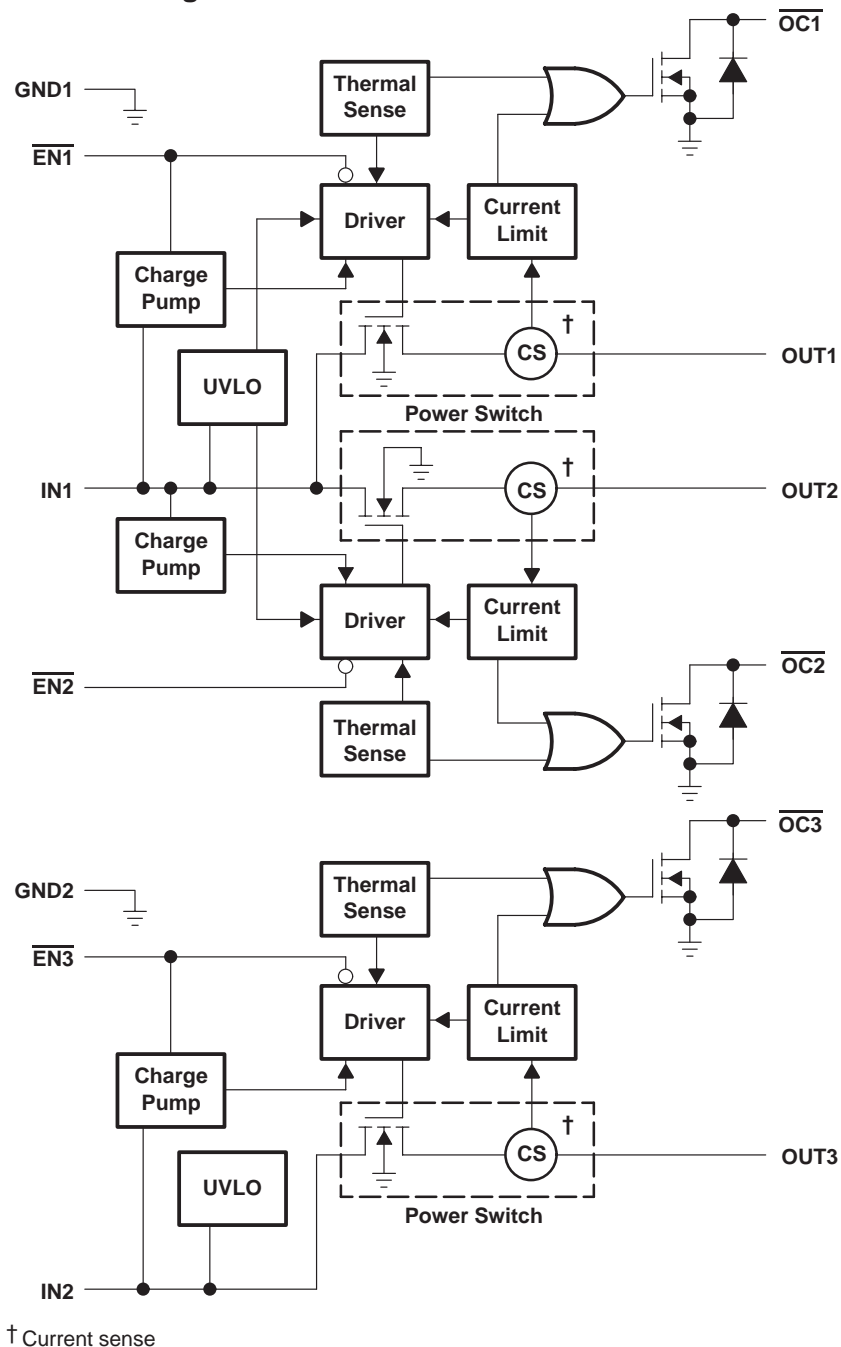 OC1
GND1
Thermal
Sense
EN1
Driver
Current
Limit
Charge
Pump
†
CS
OUT1
UVLO
Power Switch
IN1
†
CS
OUT2
Charge
Pump
Driver
Current
Limit
EN2
OC2
Thermal
Sense
OC3
GND2
Thermal
Sense
EN3
Driver
Current
Limit
Charge
Pump
†
CS
OUT3
UVLO
Power Switch
IN2
† Current sense